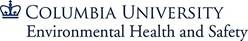 COLUMBIA UNIVERSITY
Environmental Health and Safety